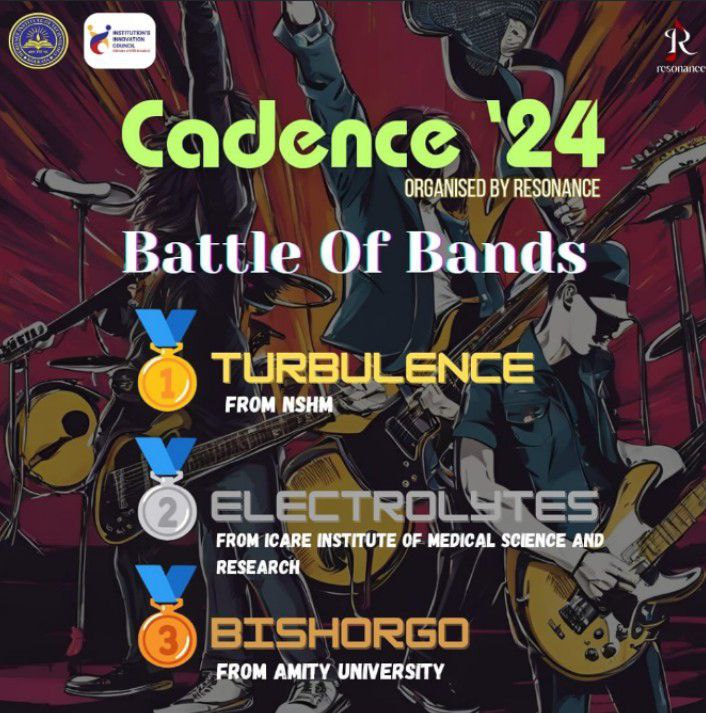 INSTITUTION'S
INNOVATION
COUNCIL
R
resonance
Cadence '24
ORGANISED BY RESONANCE
Battle Of Bands
1
TURBULENCE
FROM NSHM
2
ELECTROLYTES
FROM ICARE INSTITUTE OF MEDICAL SCIENCE AND
RESEARCH
3
BISHORGO
FROM AMITY UNIVERSITY